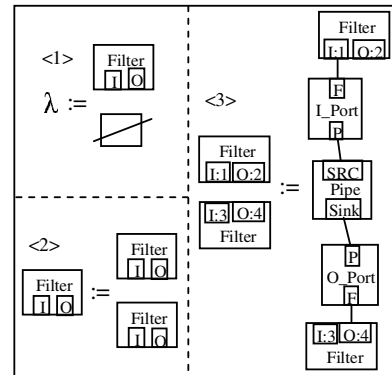 <1>
Filter
I O
λ :=
<2>
Filter
I O
:=
Filter
I O
Filter
I O
<3>
Filter
I:1 O:2
I:3 O:4
Filter
:=
Filter
I:1 O:2
F
I_Port
P
SRC
Pipe
Sink
P
O_Port
F
I:3 O:4
Filter